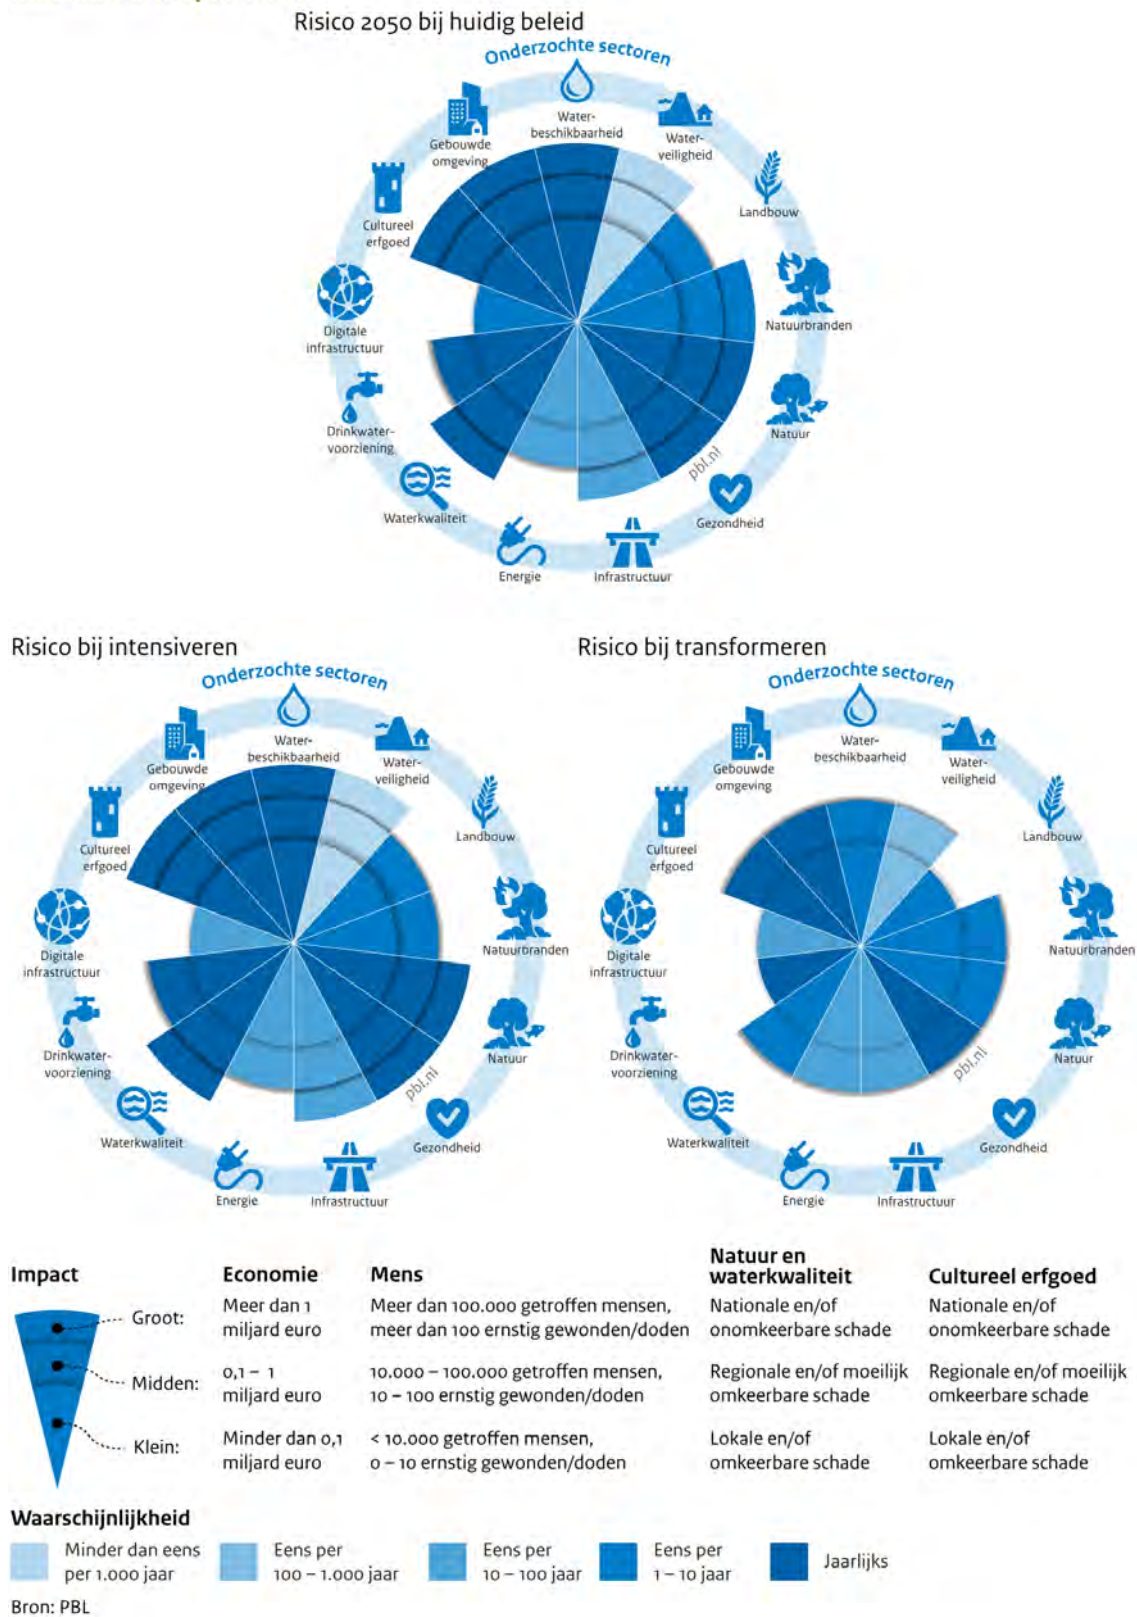 Risico 2050 bij huidig beleid
Onderzochte sectoren
Water-
beschikbaarheid
Water-
veiligheid
Landbouw
Natuurbranden
Natuur
Gezondheid
Infrastructuur
Energie
Waterkwaliteit
Drinkwater-
voorziening
Digitale
infrastructuur
Cultureel
erfgoed
Gebouwde
omgeving
pbl.nl
Risico bij intensiveren
Onderzochte sectoren
Water-
beschikbaarheid
Water-
veiligheid
Landbouw
Natuurbranden
Natuur
Gezondheid
Infrastructuur
Energie
Waterkwaliteit
Drinkwater-
voorziening
Digitale
infrastructuur
Cultureel
erfgoed
Gebouwde
omgeving
pbl.nl
Risico bij transformeren
Onderzochte sectoren
Water-
beschikbaarheid
Water-
veiligheid
Landbouw
Natuurbranden
Natuur
Gezondheid
Infrastructuur
Energie
Waterkwaliteit
Drinkwater-
voorziening
Digitale
infrastructuur
Cultureel
erfgoed
Gebouwde
omgeving
pbl.nl
Impact
Economie
Mens
Natuur en
waterkwaliteit
Cultureel erfgoed
Groot:
Meer dan 1
miljard euro
Meer dan 100.000 getroffen mensen,
meer dan 100 ernstig gewonden/doden
Nationale en/of
onomkeerbare schade
Nationale en/of
onomkeerbare schade
Midden:
0,1 – 1
miljard euro
10.000 – 100.000 getroffen mensen,
10 – 100 ernstig gewonden/doden
Regionale en/of moeilijk
omkeerbare schade
Regionale en/of moeilijk
omkeerbare schade
Klein:
Minder dan 0,1
miljard euro
< 10.000 getroffen mensen,
0 – 10 ernstig gewonden/doden
Lokale en/of
omkeerbare schade
Lokale en/of
omkeerbare schade
Waarschijnlijkheid
Minder dan eens
per 1.000 jaar
Eens per
100 – 1.000 jaar
Eens per
10 – 100 jaar
Eens per
1 – 10 jaar
Jaarlijks
Bron: PBL